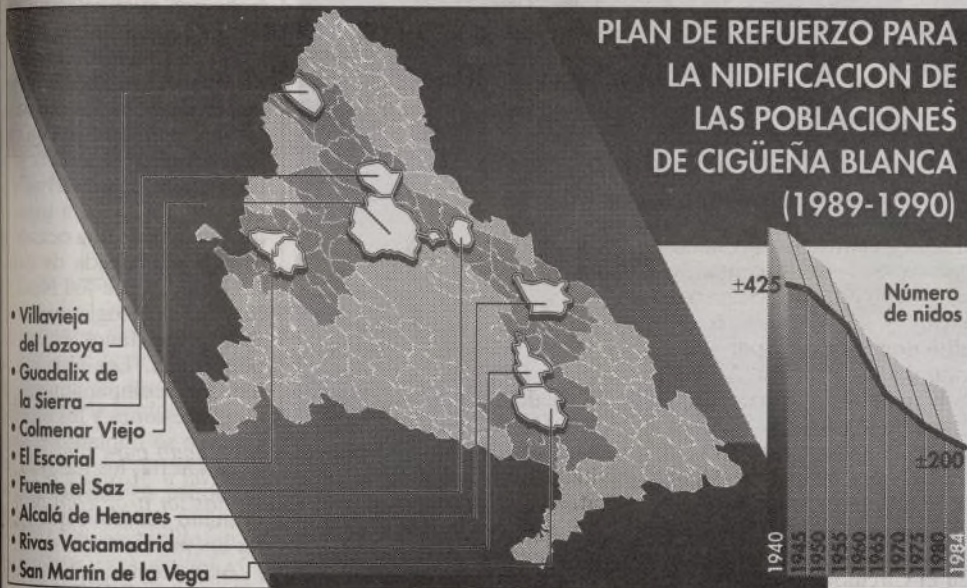 PLAN DE REFUERZO PARA
LA NIDIFICACION DE
LAS POBLACIONES
DE CIGÜEÑA BLANCA
(1989-1990)
• Villavieja
del Lozoya
• Guadalix de
la Sierra
• Colmenar Viejo
• El Escorial
• Fuente el Saz
• Alcalá de Henares
• Rivas Vaciamadrid
• San Martín de la Vega
±425
Número
de nidos
±200
1940
1945
1950
1955
1960
1965
1970
1975
1980
1984